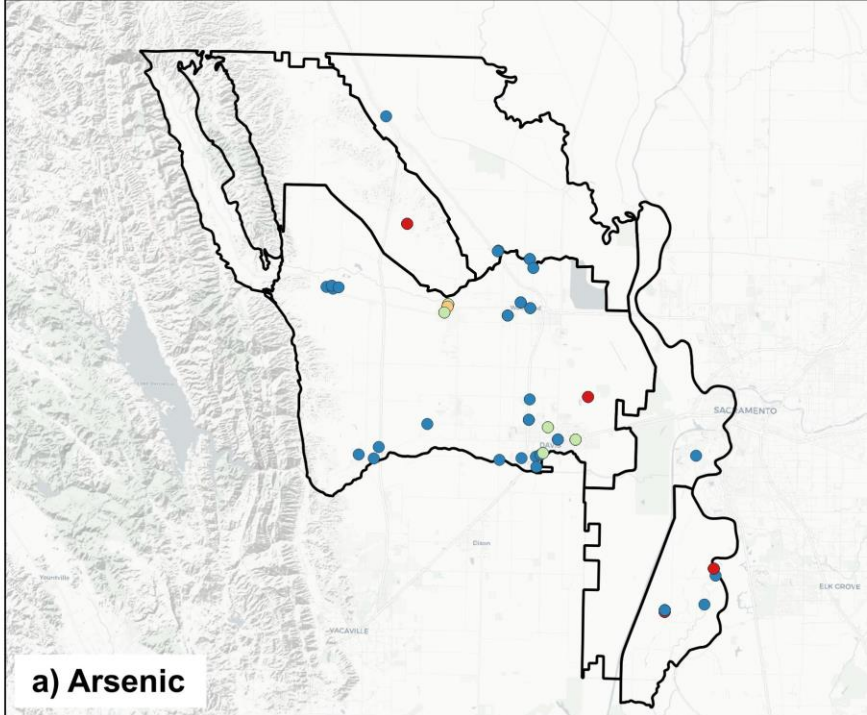 SACRAMENTO
DAVIS
Dixon
Yountville
ELK GROVE
VACAVILLE
a) Arsenic